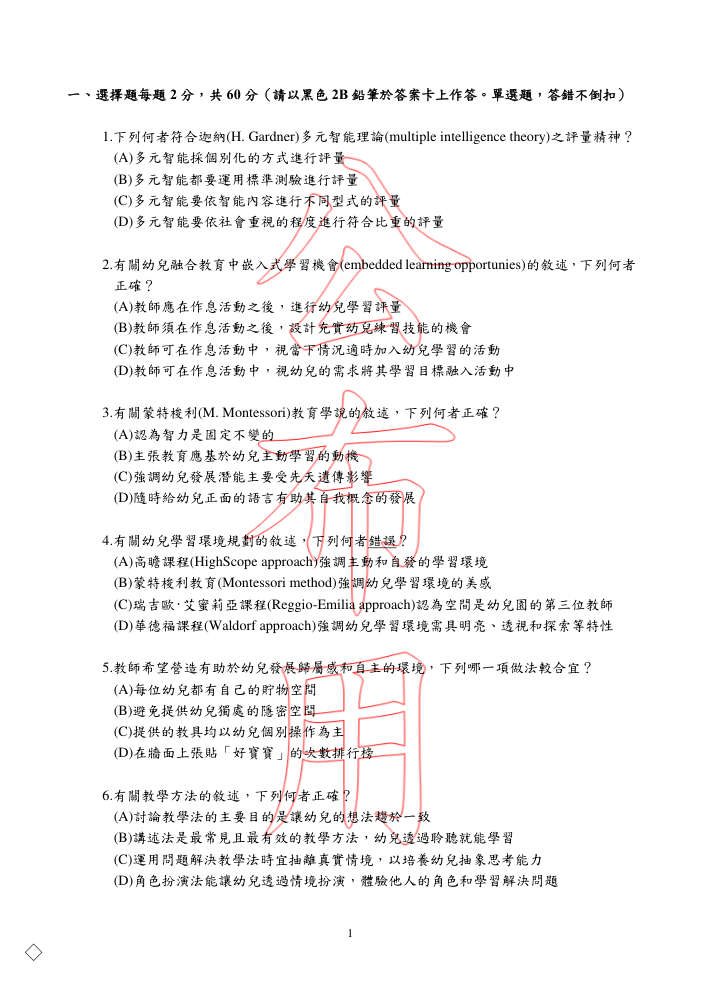 一、選擇題每題 2 分，共 60 分（請以黑色 2B 鉛筆於答案卡上作答。單選題，答錯不倒扣）
1.下列何者符合迦納(H. Gardner)多元智能理論(multiple intelligence theory)之評量精神？
(A)多元智能採個別化的方式進行評量
(B)多元智能都要運用標準測驗進行評量
(C)多元智能要依智能內容進行不同型式的評量
(D)多元智能要依社會重視的程度進行符合比重的評量
2.有關幼兒融合教育中嵌入式學習機會(embedded learning opportunies)的敘述，下列何者
正確？
(A)教師應在作息活動之後，進行幼兒學習評量
(B)教師須在作息活動之後，設計充實幼兒練習技能的機會
(C)教師可在作息活動中，視當下情況適時加入幼兒學習的活動
(D)教師可在作息活動中，視幼兒的需求將其學習目標融入活動中
3.有關蒙特梭利(M. Montessori)教育學說的敘述，下列何者正確？
(A)認為智力是固定不變的
(B)主張教育應基於幼兒主動學習的動機
(C)強調幼兒發展潛能主要受先天遺傳影響
(D)隨時給幼兒正面的語言有助其自我概念的發展
4.有關幼兒學習環境規劃的敘述，下列何者錯誤？
(A)高瞻課程(HighScope approach)強調主動和自發的學習環境
(B)蒙特梭利教育(Montessori method)強調幼兒學習環境的美感
(C)瑞吉歐·艾蜜莉亞課程(Reggio-Emilia approach)認為空間是幼兒園的第三位教師
(D)華德福課程(Waldorf approach)強調幼兒學習環境需具明亮、透視和探索等特性
5.教師希望營造有助於幼兒發展歸屬感和自主的環境，下列哪一項做法較合宜？
(A)每位幼兒都有自己的貯物空間
(B)避免提供幼兒獨處的隱密空間
(C)提供的教具均以幼兒個別操作為主
(D)在牆面上張貼「好寶寶」的次數排行榜
6.有關教學方法的敘述，下列何者正確？
(A)討論教學法的主要目的是讓幼兒的想法趨於一致
(B)講述法是最常見且最有效的教學方法，幼兒透過聆聽就能學習
(C)運用問題解決教學法時宜抽離真實情境，以培養幼兒抽象思考能力
(D)角色扮演法能讓幼兒透過情境扮演，體驗他人的角色和學習解決問題
1
公布用